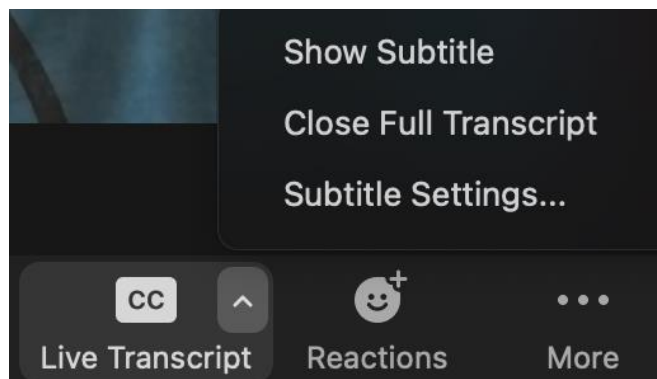 Show Subtitle
Close Full Transcript
Subtitle Settings...
CC
Live Transcript
Reactions
More